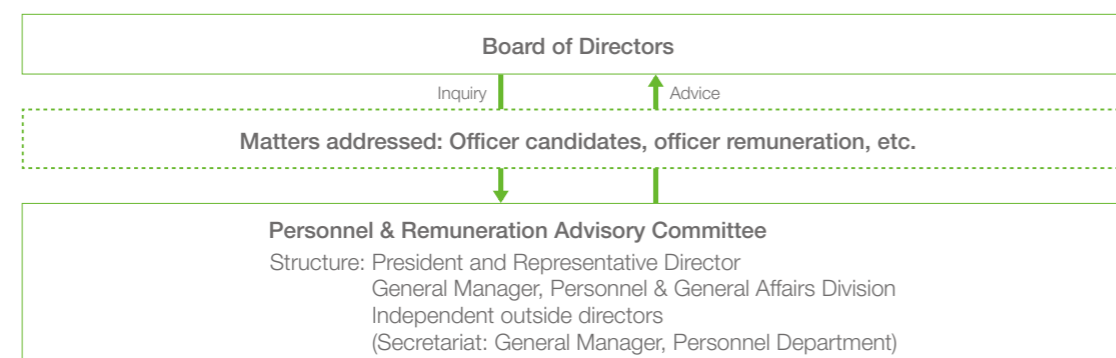 Board of Directors
Inquiry
Advice
Matters addressed: Officer candidates, officer remuneration, etc.
Personnel & Remuneration Advisory Committee
Structure: President and Representative Director
General Manager, Personnel & General Affairs Division
Independent outside directors
(Secretariat: General Manager, Personnel Department)